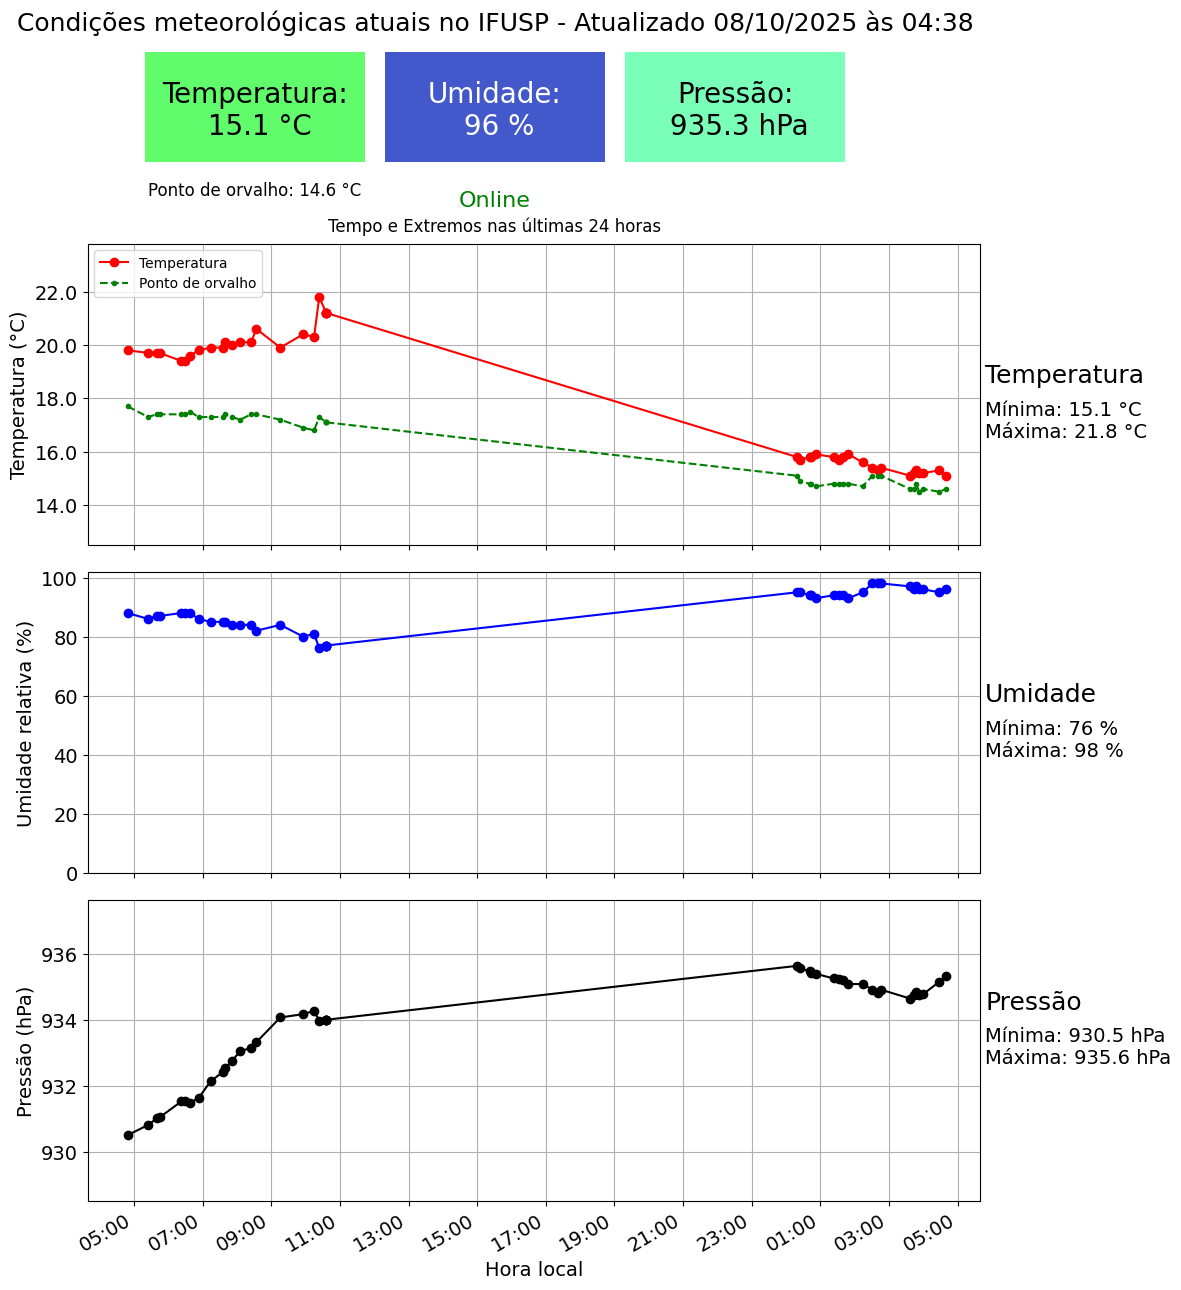 Condições meteorológicas atuais no IFUSP - Atualizado 08/10/2025 às 04:38
Temperatura:
15.1 °C
Umidade:
96 %
Pressão:
935.3 hPa
Ponto de orvalho: 14.6 °C
Online
Tempo e Extremos nas últimas 24 horas
Temperatura
Ponto de orvalho
Temperatura (°C)
22.0
20.0
18.0
16.0
14.0
Temperatura
Mínima: 15.1 °C
Máxima: 21.8 °C
Umidade relativa (%)
100
80
60
40
20
0
Umidade
Mínima: 76 %
Máxima: 98 %
Pressão (hPa)
936
934
932
930
Pressão
Mínima: 930.5 hPa
Máxima: 935.6 hPa
05:00
07:00
09:00
11:00
13:00
15:00
17:00
19:00
21:00
23:00
01:00
03:00
05:00
Hora local